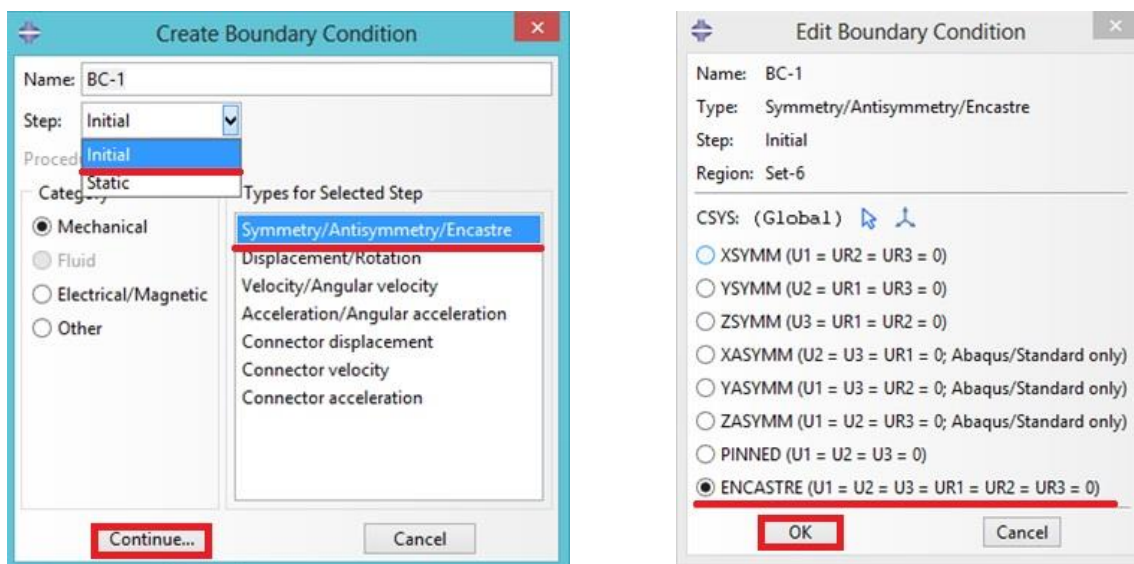 Create Boundary Condition
Name: BC-1
Step: Initial
Initial
Static
Mechanical
Fluid
Electrical/Magnetic
Other
Types for Selected Step
Symmetry/Antisymmetry/Encastre
Displacement/Rotation
Velocity/Angular velocity
Acceleration/Angular acceleration
Connector displacement
Connector velocity
Connector acceleration
Continue... Cancel
Edit Boundary Condition
Name: BC-1
Type: Symmetry/Antisymmetry/Encastre
Step: Initial
Region: Set-6
CSYS: (Global)
XSYMM (U1 = UR2 = UR3 = 0)
YSYMM (U2 = UR1 = UR3 = 0)
ZSYMM (U3 = UR1 = UR2 = 0)
XASYMM (U2 = U3 = UR1 = 0; Abaqus/Standard only)
YASYMM (U1 = U3 = UR2 = 0; Abaqus/Standard only)
ZASYMM (U1 = U2 = UR3 = 0; Abaqus/Standard only)
PINNED (U1 = U2 = U3 = 0)
ENCASTRE (U1 = U2 = U3 = UR1 = UR2 = UR3 = 0)
OK Cancel